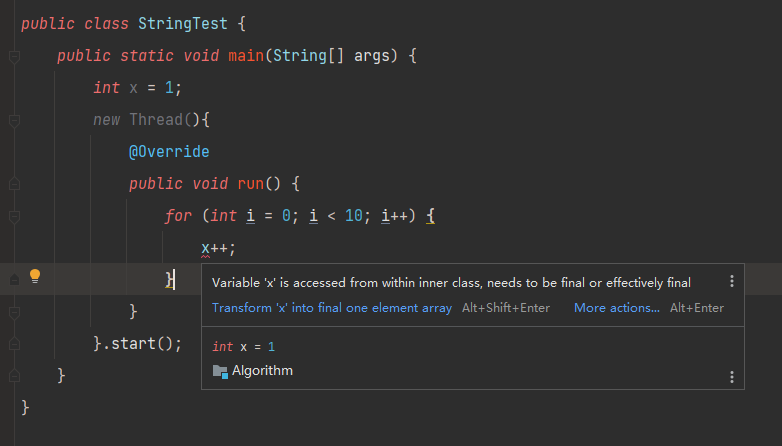 public class StringTest {
public static void main(String[] args) {
int x = 1;
new Thread(){
@Override
public void run() {
for (int i = 0; i < 10; i++) {
x++;
}
Variable 'x' is accessed from within inner class, needs to be final or effectively final
Transform 'x' into final one element array Alt+Shift+Enter More actions... Alt+Enter
int x = 1
Algorithm
}
}.start();
}
}